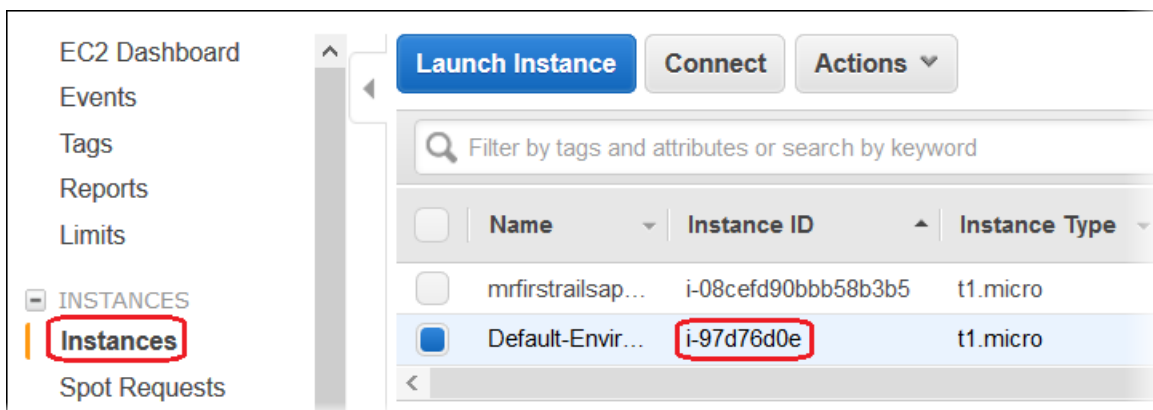 EC2 Dashboard
Events
Tags
Reports
Limits
INSTANCES
Instances
Spot Requests
Launch Instance Connect Actions
Filter by tags and attributes or search by keyword
Name Instance ID Instance Type
mrfirstrailsap... i-08cefd90bbb58b3b5 t1.micro
Default-Envir... i-97d76d0e t1.micro